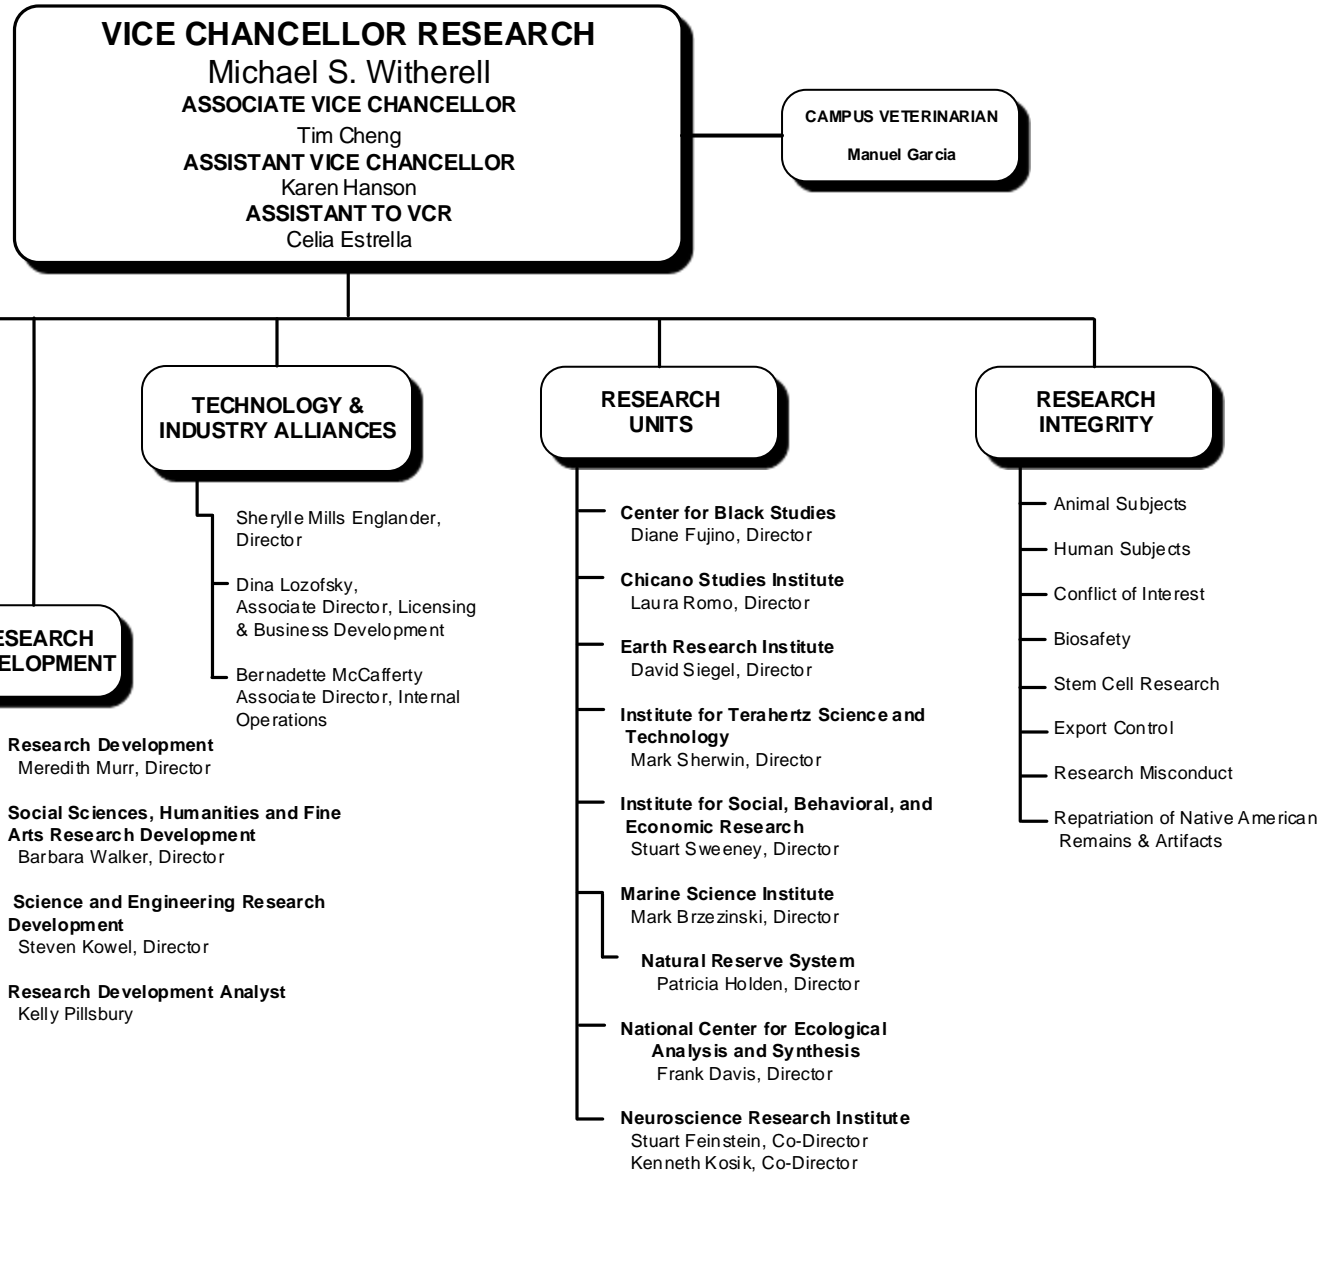 VICE CHANCELLOR RESEARCH
Michael S. Witherell
ASSOCIATE VICE CHANCELLOR
Tim Cheng
ASSISTANT VICE CHANCELLOR
Karen Hanson
ASSISTANT TO VCR
Celia Estrella
CAMPUS VETERINARIAN
Manuel Garcia
TECHNOLOGY &
INDUSTRY ALLIANCES
Sherylle Mills Englander,
Director
Dina Lozofsky,
Associate Director, Licensing
& Business Development
Bernadette McCafferty
Associate Director, Internal
Operations
ESEARCH
ELOPMENT
Research Development
Meredith Murr, Director
Social Sciences, Humanities and Fine
Arts Research Development
Barbara Walker, Director
Science and Engineering Research
Development
Steven Kowel, Director
Research Development Analyst
Kelly Pillsbury
RESEARCH
UNITS
Center for Black Studies
Diane Fujino, Director
Chicano Studies Institute
Laura Romo, Director
Earth Research Institute
David Siegel, Director
Institute for Terahertz Science and
Technology
Mark Sherwin, Director
Institute for Social, Behavioral, and
Economic Research
Stuart Sweeney, Director
Marine Science Institute
Mark Brzezinski, Director
Natural Reserve System
Patricia Holden, Director
National Center for Ecological
Analysis and Synthesis
Frank Davis, Director
Neuroscience Research Institute
Stuart Feinstein, Co-Director
Kenneth Kosik, Co-Director
RESEARCH
INTEGRITY
Animal Subjects
Human Subjects
Conflict of Interest
Biosafety
Stem Cell Research
Export Control
Research Misconduct
Repatriation of Native American
Remains & Artifacts